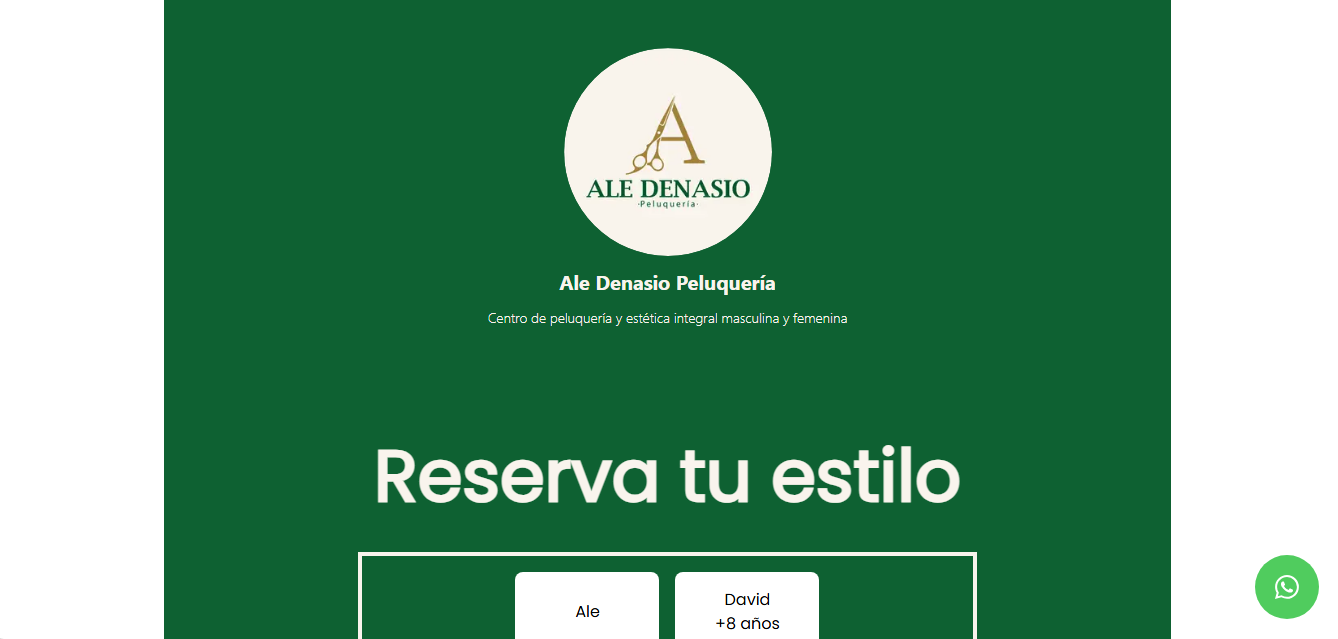 ALE DENASIO
·Peluquería·
Ale Denasio Peluquería
Centro de peluquería y estética integral masculina y femenina
Reserva tu estilo
Ale
David
+8 años